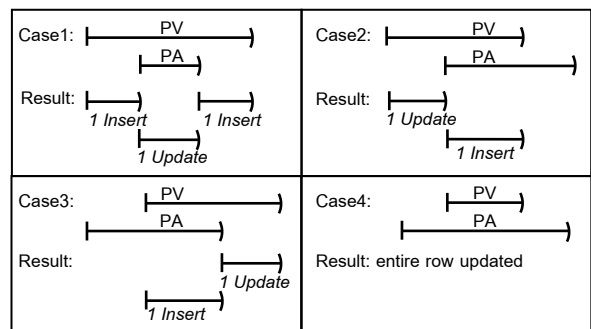 Case1: PV
PA
Result:
1 Insert 1 Insert
1 Update
Case2: PV
PA
Result:
1 Update
1 Insert
Case3: PV
PA
Result:
1 Update
1 Insert
Case4: PV
PA
Result: entire row updated